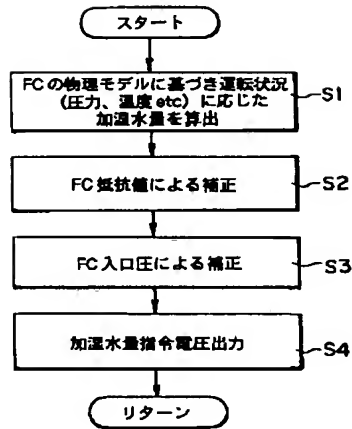 スタート
FCの物理モデルに基づき運転状況
(圧力、温度etc)に応じた
加湿水量を算出
S1
FC抵抗値による補正
S2
FC入口圧による補正
S3
加湿水量指令電圧出力
S4
リターン